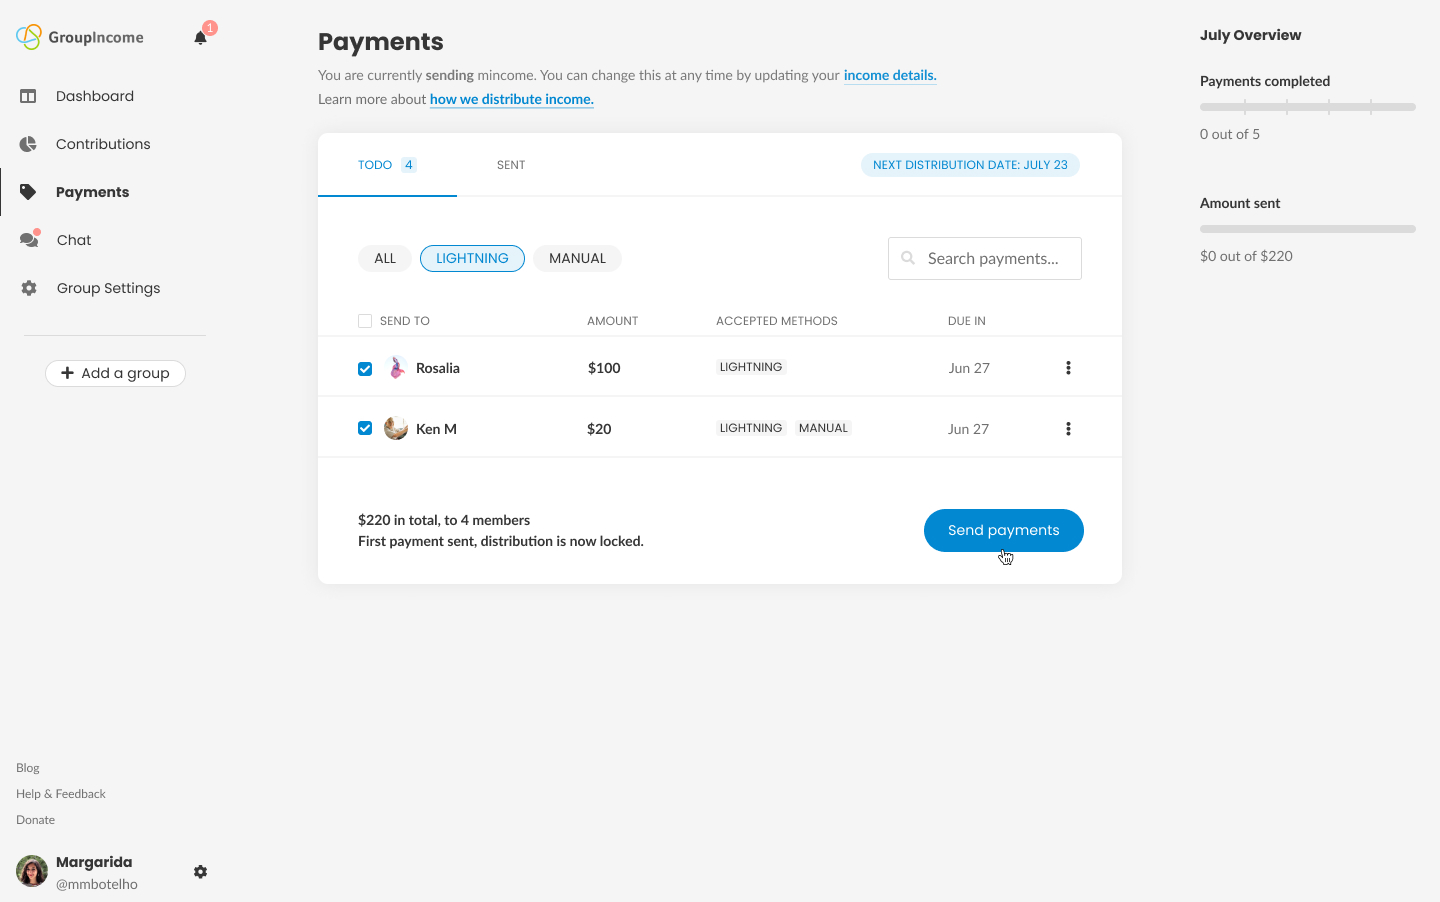 GroupIncome
1
Dashboard
Contributions
Payments
Chat
Group Settings
Add a group
Blog
Help & Feedback
Donate
Margarida
@mmbotelho
Payments
You are currently sending mincome. You can change this at any time by updating your income details.
Learn more about how we distribute income.
TODO 4 SENT NEXT DISTRIBUTION DATE: JULY 23
ALL LIGHTNING MANUAL Search payments...
SEND TO AMOUNT ACCEPTED METHODS DUE IN
Rosalia $100 LIGHTNING Jun 27
Ken M $20 LIGHTNING MANUAL Jun 27
$220 in total, to 4 members
First payment sent, distribution is now locked.
Send payments
July Overview
Payments completed
0 out of 5
Amount sent
$0 out of $220